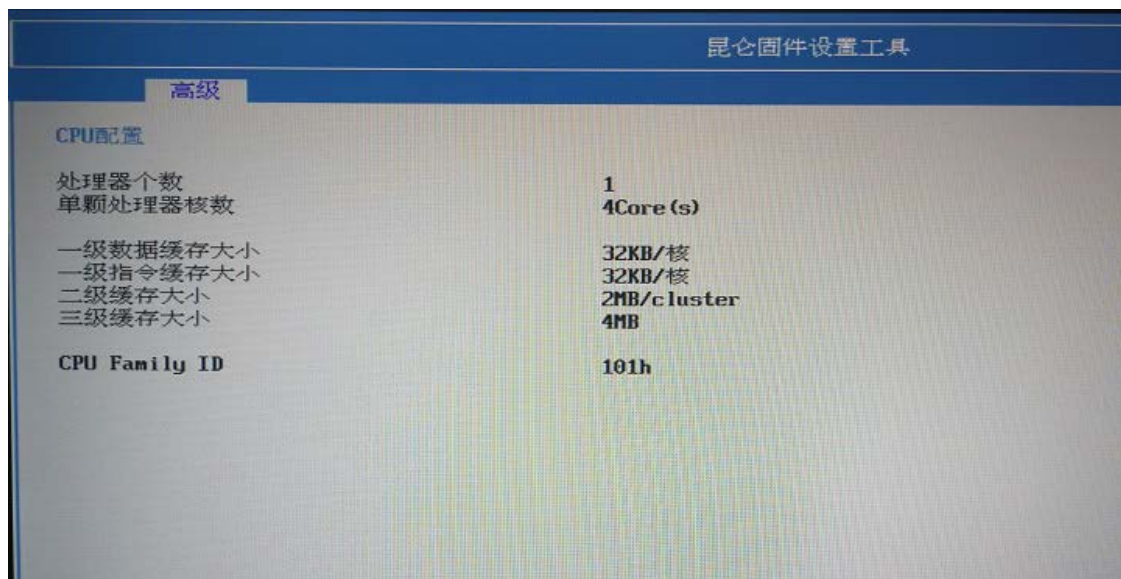 昆仑固件设置工具
高级
CPU配置
处理器个数 1
单颗处理器核数 4Core(s)
一级数据缓存大小 32KB/核
一级指令缓存大小 32KB/核
二级缓存大小 2MB/cluster
三级缓存大小 4MB
CPU Family ID 101h